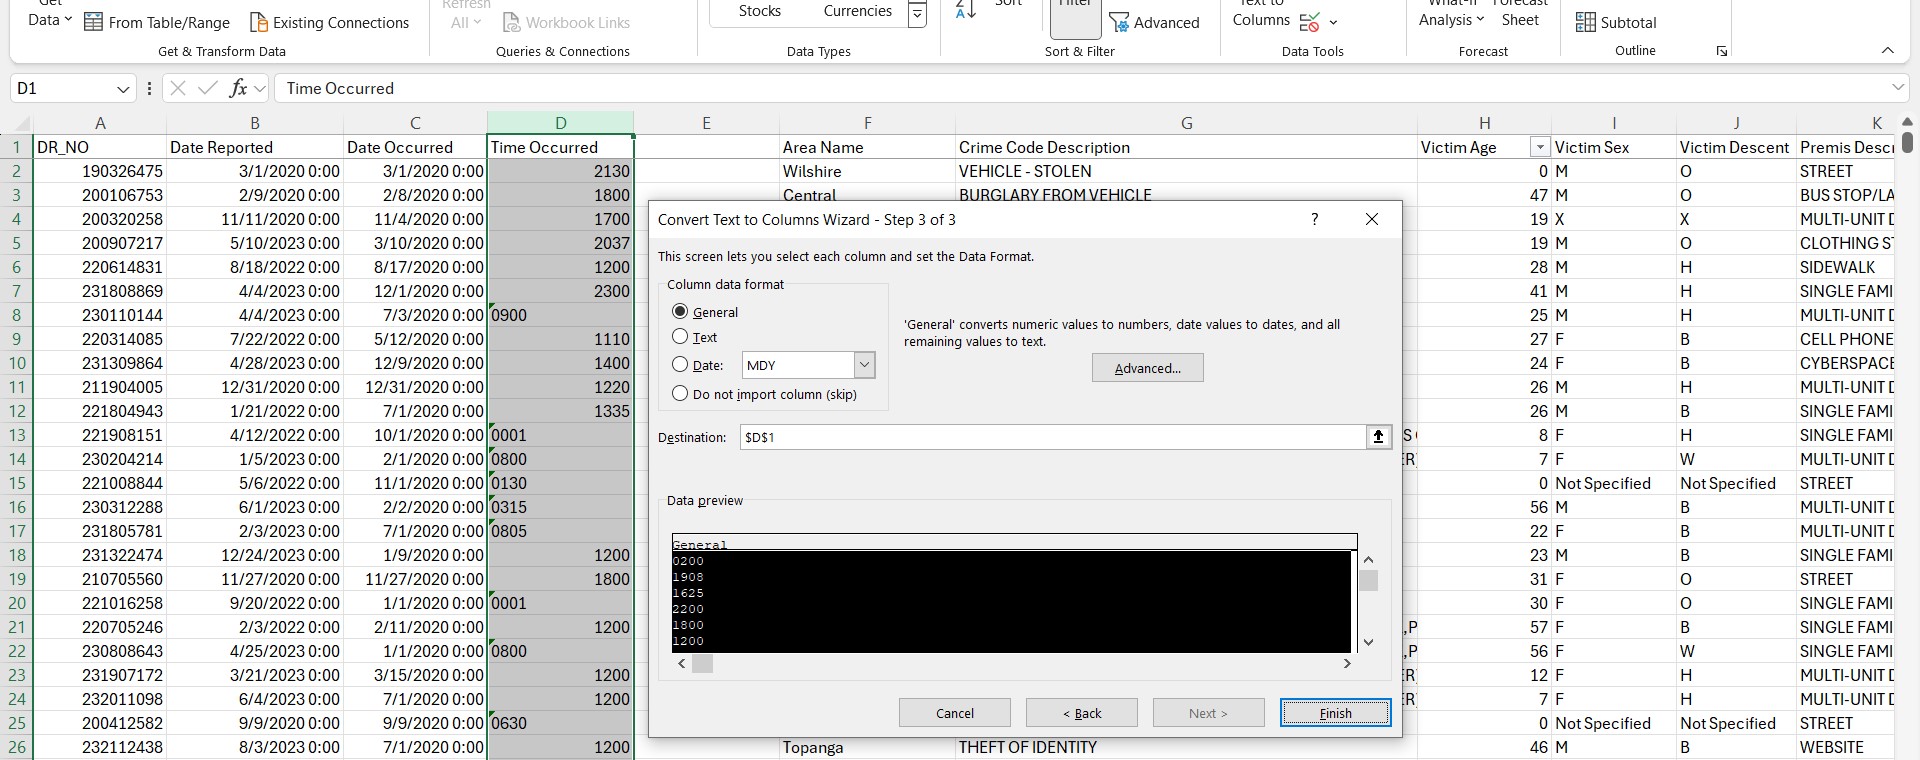 Get
Data
From Table/Range
Existing Connections
Get & Transform Data
Refresh
All
Workbook Links
Queries & Connections
Stocks
Currencies
Data Types
Z
A
Sort
Filter
Advanced
Sort & Filter
Text to
Columns
Data Tools
What-If
Analysis
Forecast
Sheet
Forecast
Subtotal
Outline
D1
fx
Time Occurred
A B C D E F G H I J K
1 DR_NO Date Reported Date Occurred Time Occurred Area Name Crime Code Description Victim Age Victim Sex Victim Descent Premis Descr
2 190326475 3/1/2020 0:00 3/1/2020 0:00 2130 Wilshire VEHICLE - STOLEN 0 M O STREET
3 200106753 2/9/2020 0:00 2/8/2020 0:00 1800 Central BURGLARY FROM VEHICLE 47 M O BUS STOP/LA
4 200320258 11/11/2020 0:00 11/4/2020 0:00 1700 19 X X MULTI-UNIT D
5 200907217 5/10/2023 0:00 3/10/2020 0:00 2037 19 M O CLOTHING ST
6 220614831 8/18/2022 0:00 8/17/2020 0:00 1200 28 M H SIDEWALK
7 231808869 4/4/2023 0:00 12/1/2020 0:00 2300 41 M H SINGLE FAMI
8 230110144 4/4/2023 0:00 7/3/2020 0:00 0900 25 M H MULTI-UNIT D
9 220314085 7/22/2022 0:00 5/12/2020 0:00 1110 27 F B CELL PHONE
10 231309864 4/28/2023 0:00 12/9/2020 0:00 1400 24 F B CYBERSPACE
11 211904005 12/31/2020 0:00 12/31/2020 0:00 1220 26 M H MULTI-UNIT D
12 221804943 1/21/2022 0:00 7/1/2020 0:00 1335 26 M B SINGLE FAMI
13 221908151 4/12/2022 0:00 10/1/2020 0:00 0001 S ( 8 F H SINGLE FAMI
14 230204214 1/5/2023 0:00 2/1/2020 0:00 0800 ER) 7 F W MULTI-UNIT D
15 221008844 5/6/2022 0:00 11/1/2020 0:00 0130 0 Not Specified Not Specified STREET
16 230312288 6/1/2023 0:00 2/2/2020 0:00 0315 56 M B MULTI-UNIT D
17 231805781 2/3/2023 0:00 7/1/2020 0:00 0805 22 F B MULTI-UNIT D
18 231322474 12/24/2023 0:00 1/9/2020 0:00 1200 23 M B SINGLE FAMI
19 210705560 11/27/2020 0:00 11/27/2020 0:00 1800 31 F O STREET
20 221016258 9/20/2022 0:00 1/1/2020 0:00 0001 30 F O SINGLE FAMI
21 220705246 2/3/2022 0:00 2/11/2020 0:00 1200 ,P 57 F B SINGLE FAMI
22 230808643 4/25/2023 0:00 1/1/2020 0:00 0800 ,P 56 F W SINGLE FAMI
23 231907172 3/21/2023 0:00 3/15/2020 0:00 1200 ER) 12 F H MULTI-UNIT D
24 232011098 6/4/2023 0:00 7/1/2020 0:00 1200 ER) 7 F H MULTI-UNIT D
25 200412582 9/9/2020 0:00 9/9/2020 0:00 0630 0 Not Specified Not Specified STREET
26 232112438 8/3/2023 0:00 7/1/2020 0:00 1200 Topanga THEFT OF IDENTITY 46 M B WEBSITE
Convert Text to Columns Wizard - Step 3 of 3
?
This screen lets you select each column and set the Data Format.
Column data format
General
Text
Date: MDY
Do not import column (skip)
'General' converts numeric values to numbers, date values to dates, and all
remaining values to text.
Advanced...
Destination: $D$1
Data preview
General
0200
1908
1625
2200
1800
1200
Cancel
< Back
Next >
Finish